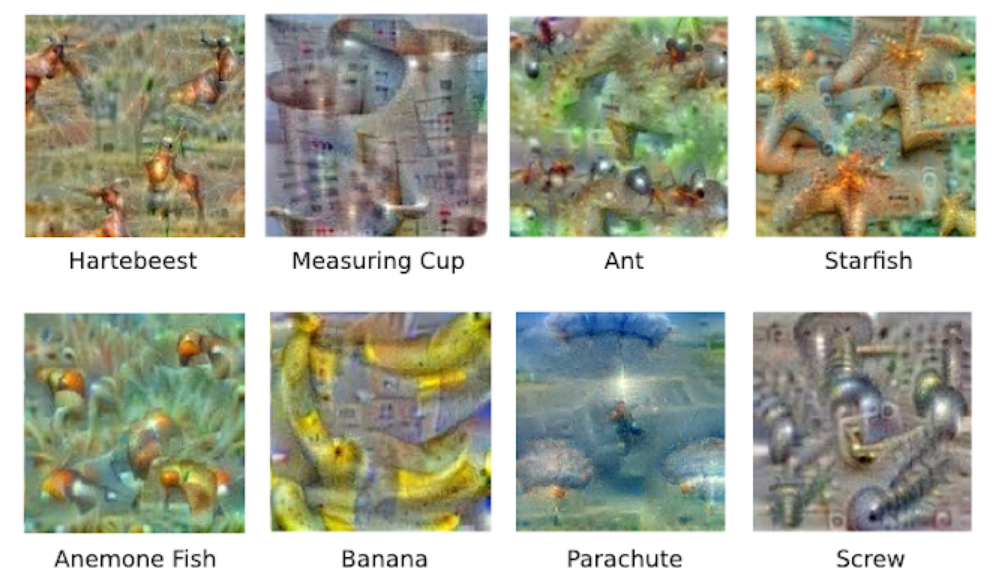 Hartebeest
Measuring Cup
Ant
Starfish
Anemone Fish
Banana
Parachute
Screw